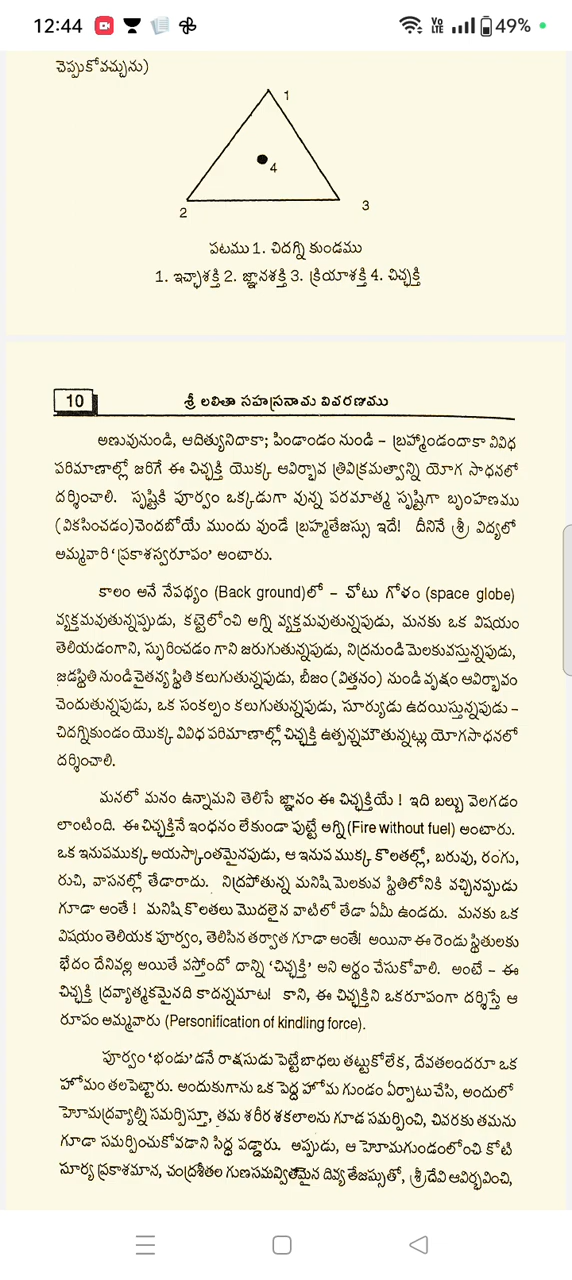 12:44
Vo LTE
49%
చెప్పుకోవచ్చును)
1
4
2
3
పటము 1. చిదగ్ని కుండము
1. ఇచ్ఛాశక్తి 2. జ్ఞానశక్తి 3. క్రియాశక్తి 4. చిచ్ఛక్తి
10 శ్రీ లలితా సహస్రనామ వివరణము
అణువునుండి, ఆదిత్యునిదాకా; పిండాండం నుండి – బ్రహ్మాండందాకా వివిధ
పరిమాణాల్లో జరిగే ఈ చిచ్ఛక్తి యొక్క ఆవిర్భావ త్రివిక్రమత్వాన్ని యోగ సాధనలో
దర్శించాలి. సృష్టికి పూర్వం ఒక్కడుగా వున్న పరమాత్మ సృష్టిగా బృంహణము
(వికసించడం)చెందబోయే ముందు వుండే బ్రహ్మతేజస్సు ఇదే! దీనినే శ్రీ విద్యలో
అమ్మవారి ‘ప్రకాశస్వరూపం’ అంటారు.
కాలం అనే నేపథ్యం (Back ground)లో – చోటు గోళం (space globe)
వ్యక్తమవుతున్నప్పుడు, కట్టెలోంచి అగ్ని వ్యక్తమవుతున్నపుడు, మనకు ఒక విషయం
తెలియడంగాని, స్ఫురించడం గాని జరుగుతున్నపుడు, నిద్రనుండి మెలకువస్తున్నపుడు,
జడస్థితి నుండి చైతన్య స్థితి కలుగుతున్నపుడు, బీజం (విత్తనం) నుండి వృక్షం ఆవిర్భావం
చెందుతున్నపుడు, ఒక సంకల్పం కలుగుతున్నపుడు, సూర్యుడు ఉదయిస్తున్నపుడు –
చిదగ్నికుండం యొక్క వివిధ పరిమాణాల్లో చిచ్ఛక్తి ఉత్పన్నమౌతున్నట్లు యోగసాధనలో
దర్శించాలి.
మనలో మనం ఉన్నామని తెలిసే జ్ఞానం ఈ చిచ్ఛక్తియే ! ఇది బల్బు వెలగడం
లాంటింది. ఈ చిచ్ఛక్తినే ఇంధనం లేకుండా పుట్టే అగ్ని (Fire without fuel) అంటారు.
ఒక ఇనుపముక్క అయస్కాంతమైనపుడు, ఆ ఇనుప ముక్క కొలతల్లో, బరువు, రంగు,
రుచి, వాసనల్లో తేడారాదు. నిద్రపోతున్న మనిషి మెలకువ స్థితిలోనికి వచ్చినప్పుడు
గూడా అంతే ! మనిషి కొలతలు మొదలైన వాటిలో తేడా ఏమీ ఉండదు. మనకు ఒక
విషయం తెలియక పూర్వం, తెలిసిన తర్వాత గూడా అంతే! అయినా ఈ రెండు స్థితులకు
భేదం దేనివల్ల అయితే వస్తోందో దాన్ని ‘చిచ్ఛక్తి’ అని అర్థం చేసుకోవాలి. అంటే – ఈ
చిచ్ఛక్తి ద్రవ్యాత్మకమైనది కాదన్నమాట! కాని, ఈ చిచ్ఛక్తిని ఒకరూపంగా దర్శిస్తే ఆ
రూపం అమ్మవారు (Personification of kindling force).
పూర్వం ‘భండు’డనే రాక్షసుడు పెట్టేబాధలు తట్టుకోలేక, దేవతలందరూ ఒక
హోమం తలపెట్టారు. అందుకుగాను ఒక పెద్ద హోమ గుండం ఏర్పాటుచేసి, అందులో
హెూమద్రవ్యాల్ని సమర్పిస్తూ, తమ శరీర శకలాలను గూడ సమర్పించి, చివరకు తమను
గూడా సమర్పించుకోవడాని సిద్ధ పడ్డారు. అప్పుడు, ఆ హెూమగుండంలోంచి కోటి
సూర్య ప్రకాశమాన, చంద్రశీతల గుణసమన్వితమైన దివ్య తేజస్సుతో, శ్రీదేవి ఆవిర్భవించి,